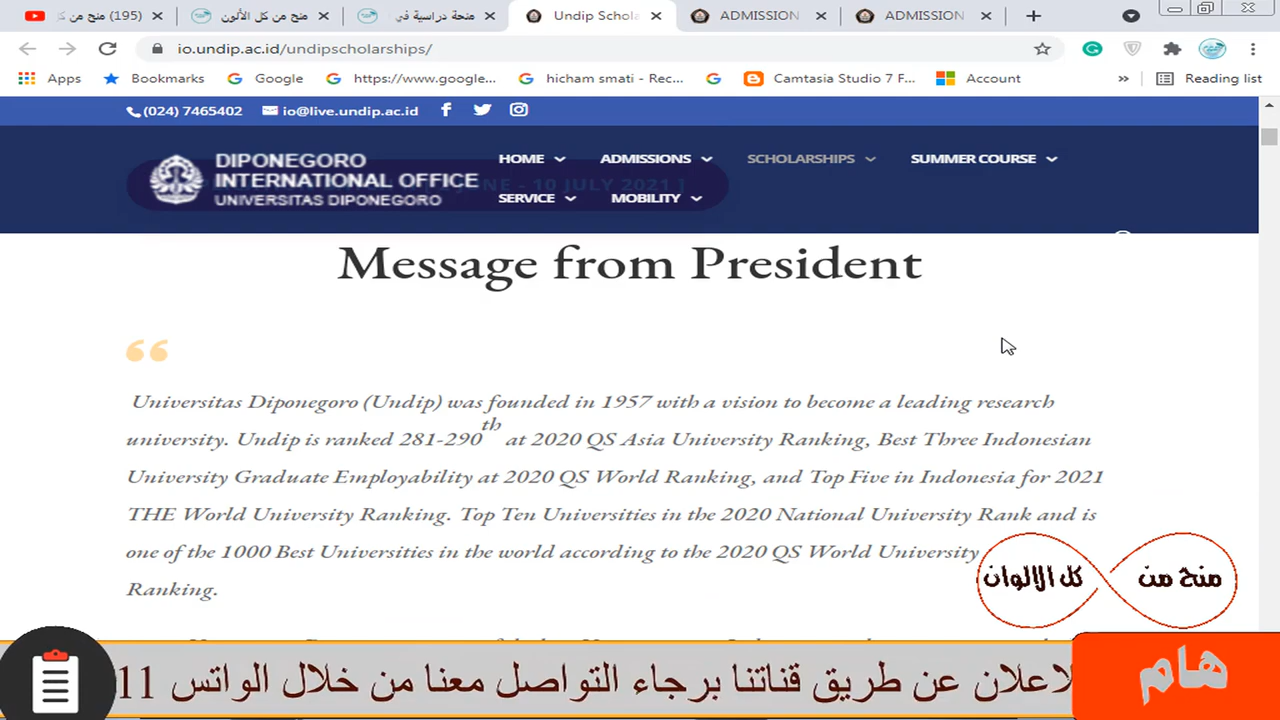 (195) منح من ك
منح من كل الألوان
منحة دراسية في
Undip Schola
ADMISSION
ADMISSION
io.undip.ac.id/undipscholarships/
Apps
Bookmarks
Google
https://www.google...
hicham smati - Rec...
Camtasia Studio 7 F...
Account
»
Reading list
(024) 7465402
io@live.undip.ac.id
DIPONEGORO
INTERNATIONAL OFFICE
UNIVERSITAS DIPONEGORO
HOME
ADMISSIONS
SCHOLARSHIPS
SUMMER COURSE
SERVICE
MOBILITY
JUNE - 10 JULY 2021 ]
Message from President
“
Universitas Diponegoro (Undip) was founded in 1957 with a vision to become a leading research
university. Undip is ranked 281-290th at 2020 QS Asia University Ranking, Best Three Indonesian
University Graduate Employability at 2020 QS World Ranking, and Top Five in Indonesia for 2021
THE World University Ranking. Top Ten Universities in the 2020 National University Rank and is
one of the 1000 Best Universities in the world according to the 2020 QS World University
Ranking.
منح من كل الالوان
هام
لاعلان عن طريق قناتنا برجاء التواصل معنا من خلال الواتس 11